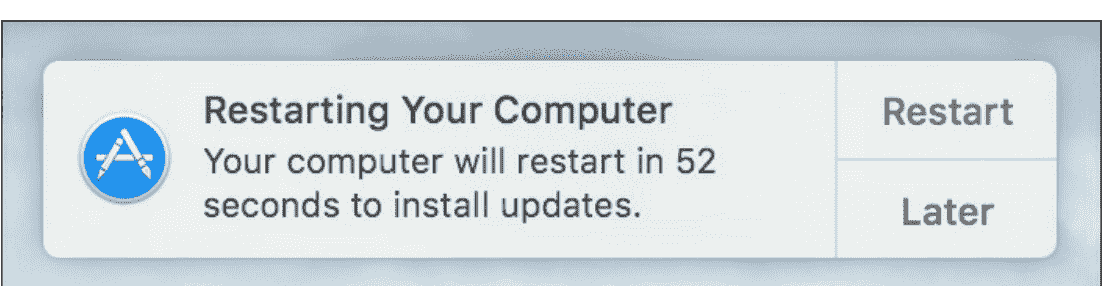 Restarting Your Computer
Your computer will restart in 52
seconds to install updates.
Restart
Later